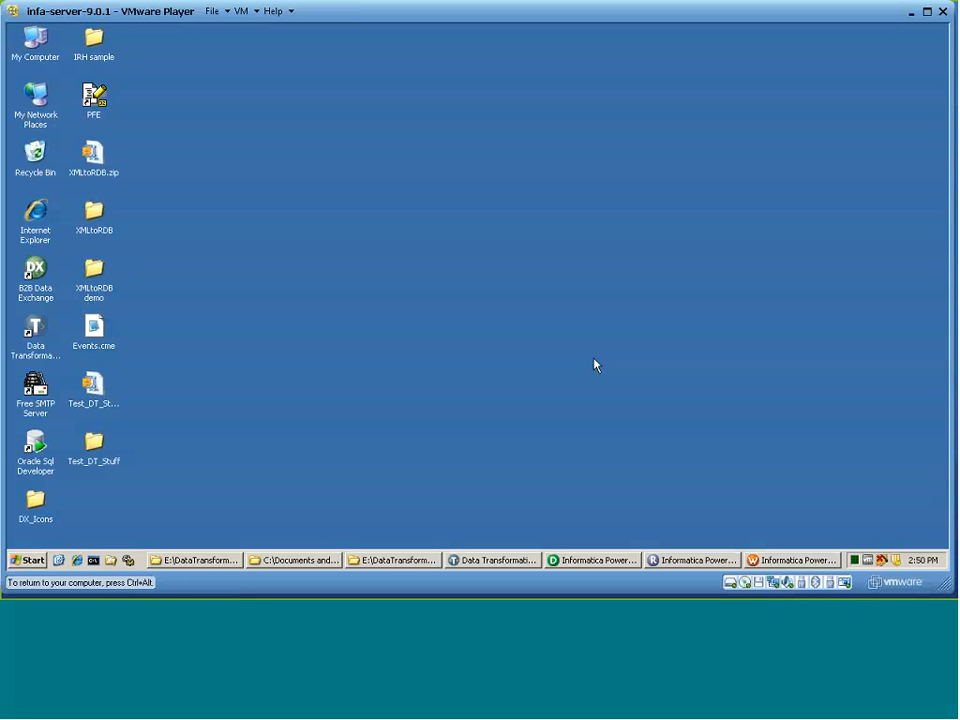 infa-server-9.0.1 - VMware Player File VM Help
My Computer
IRH sample
My Network
Places
PFE
Recycle Bin
XMLtoRDB.zip
Internet
Explorer
XMLtoRDB
B2B Data
Exchange
XMLtoRDB
demo
Data
Transforma...
Events.cme
Free SMTP
Server
Test_DT_St...
Oracle Sql
Developer
Test_DT_Stuff
DX_Icons
Start E:\DataTransfor... C:\Documents and... E:\DataTransform... Data Transformati... Informatica Power... Informatica Power... Informatica Power... 2:50 PM
To return to your computer, press Ctrl+Alt.
vmware